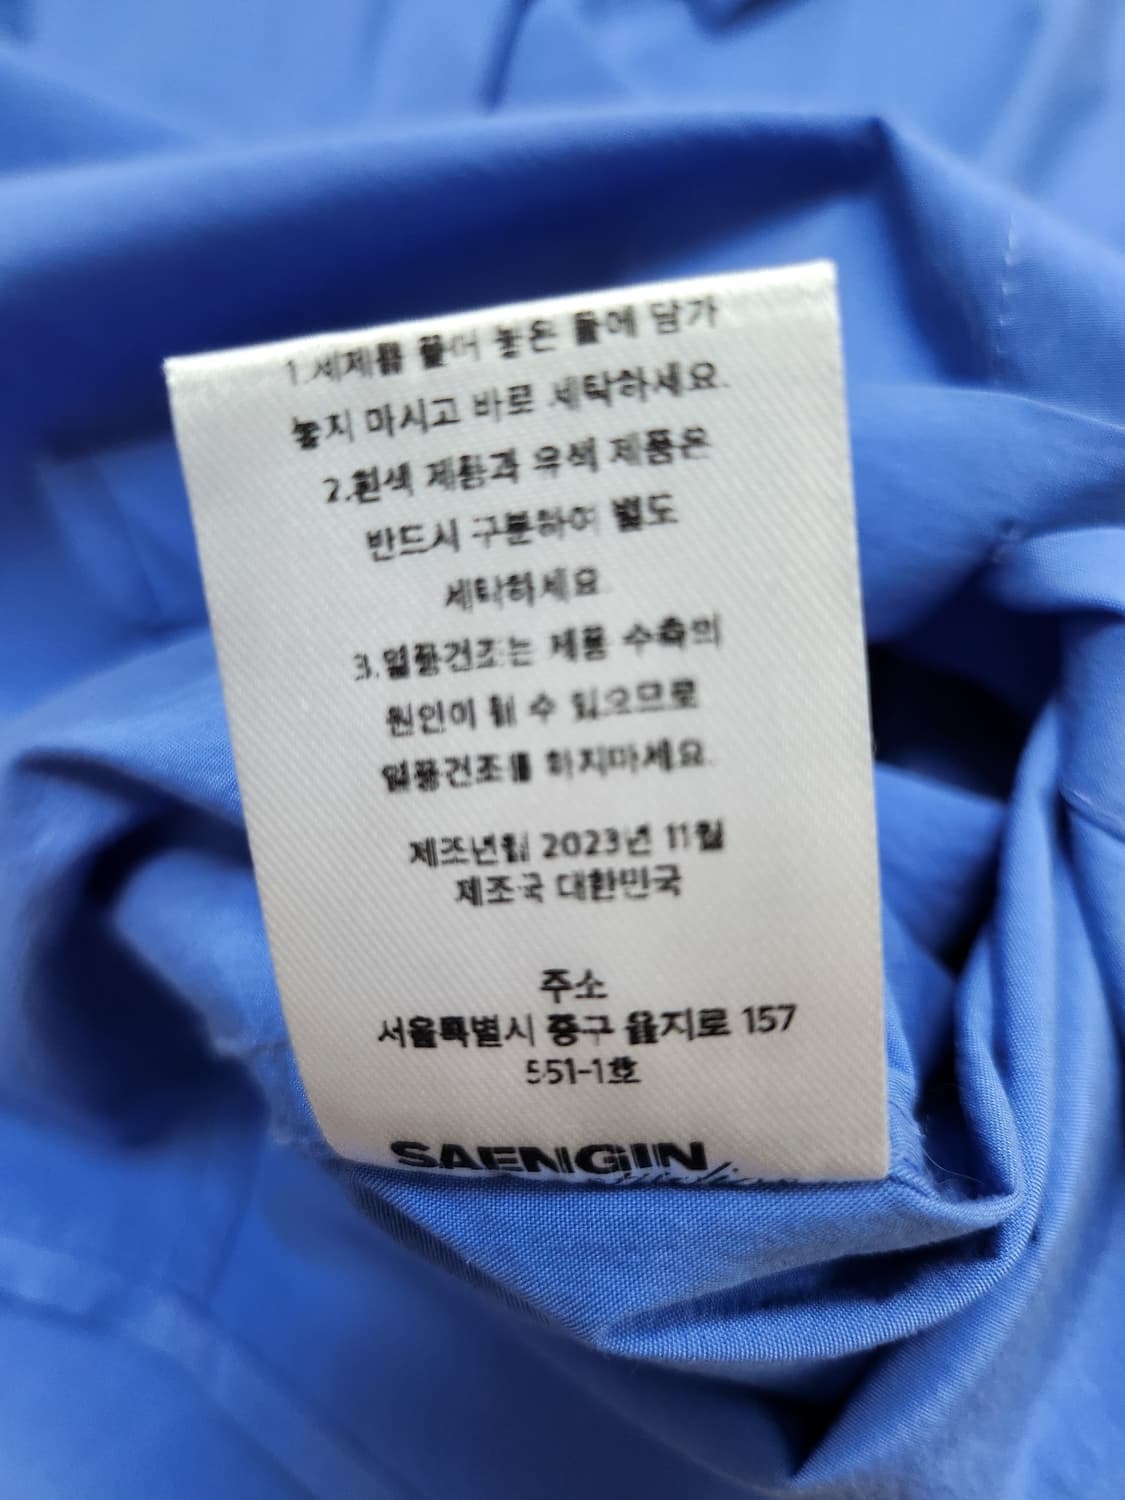 1.세제를 풀어 놓은 물에 담가
놓지 마시고 바로 세탁하세요.
2.흰색 제품과 유색 제품은
반드시 구분하여 별도
세탁하세요.
3.열풍건조는 제품 수축의
원인이 될 수 있으므로
열풍건조를 하지마세요.
제조년월 2023년 11월
제조국 대한민국
주소
서울특별시 중구 을지로 157
551-1호
SAENGIN